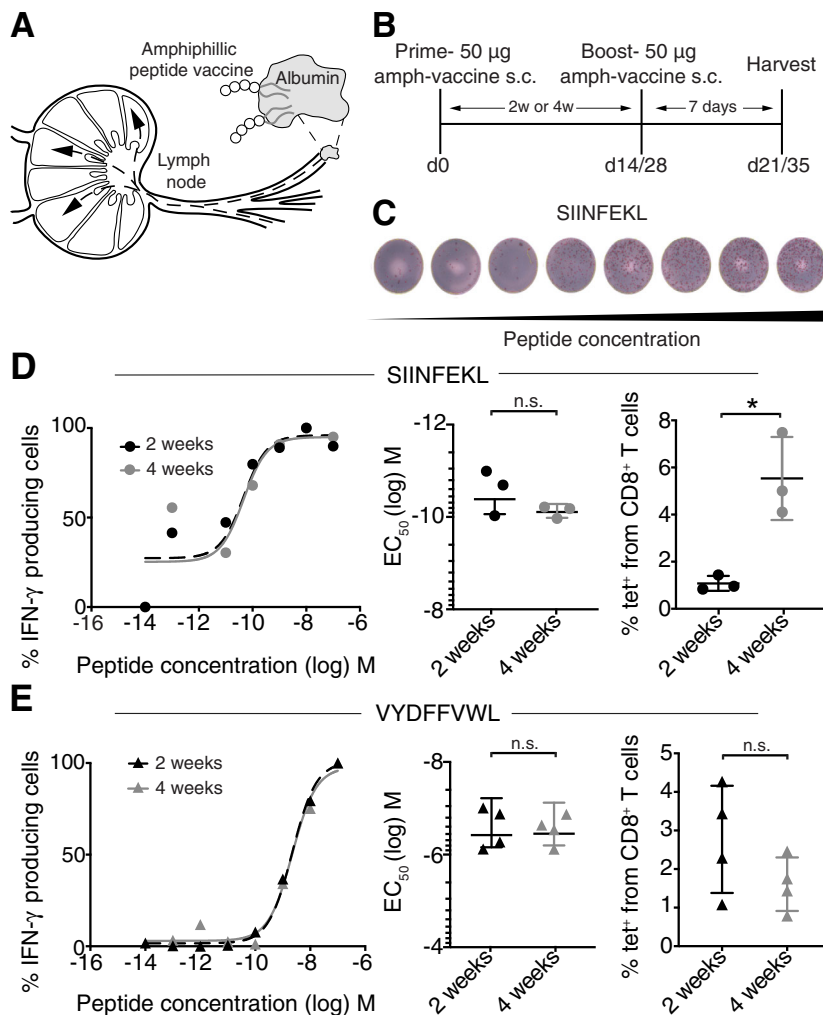 A
Amphiphillic
peptide vaccine
Albumin
Lymph
node
B
Prime- 50 µg
amph-vaccine s.c.
Boost- 50 µg
amph-vaccine s.c.
Harvest
2w or 4w
7 days
d0
d14/28
d21/35
C
SIINFEKL
Peptide concentration
D
SIINFEKL
% IFN-γ producing cells
100
50
0
2 weeks
4 weeks
-16
-14
-12
-10
-8
-6
Peptide concentration (log) M
EC50 (log) M
-12
-10
-8
n.s.
2 weeks
4 weeks
% tet+ from CD8+ T cells
8
6
4
2
0
*
2 weeks
4 weeks
E
VYDFFVWL
% IFN-γ producing cells
100
50
0
2 weeks
4 weeks
-16
-14
-12
-10
-8
-6
Peptide concentration (log) M
EC50 (log) M
-8
-6
-4
n.s.
2 weeks
4 weeks
% tet+ from CD8+ T cells
5
4
3
2
1
0
n.s.
2 weeks
4 weeks